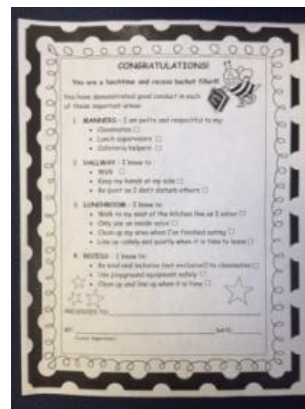 CONGRATULATIONS!
You are a lunchtime and recess bucket filler!!
You have demonstrated good conduct in each
of these important areas:
1. MANNERS - I am polite and respectful to my:
• Classmates □
• Lunch supervisors □
• Cafeteria helpers □
2. HALLWAY - I know to:
• Walk □
• Keep my hands at my side □
• Be quiet so I don't disturb others □
3. LUNCHROOM - I know to:
• Walk to my seat or the kitchen line as I enter □
• Only use an inside voice □
• Clean up my area when I'm finished eating □
• Line up safely and quietly when it is time to leave □
4. RECESS - I know to:
• Be kind and inclusive (not exclusive!) to classmates □
• Use playground equipment safely □
• Clean up and line up when it is time □
PRESENTED TO:
BY: DATE:
(Lunch Supervisor)